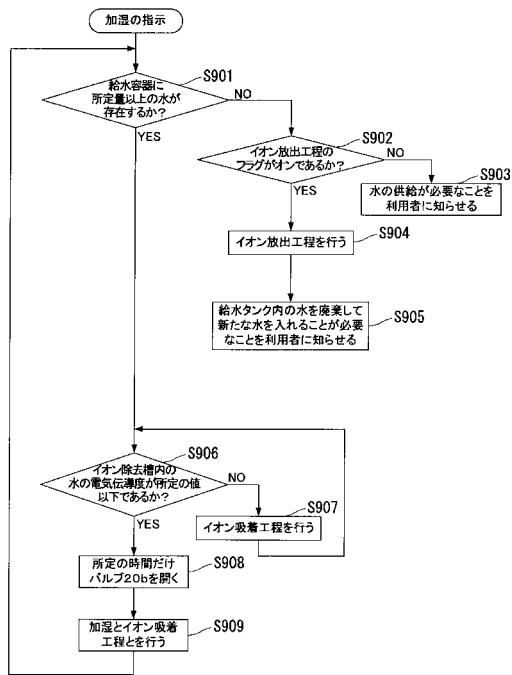 加湿の指示
給水容器に
所定量以上の水が
存在するか？
S901
NO
YES
イオン放出工程の
フラグがオンであるか？
S902
NO
YES
水の供給が必要なことを
利用者に知らせる
S903
イオン放出工程を行う
S904
給水タンク内の水を廃棄して
新たな水を入れることが必要
なことを利用者に知らせる
S905
イオン除去槽内の
水の電気伝導度が所定の値
以下であるか？
S906
NO
YES
イオン吸着工程を行う
S907
所定の時間だけ
バルブ20bを開く
S908
加湿とイオン吸着
工程とを行う
S909